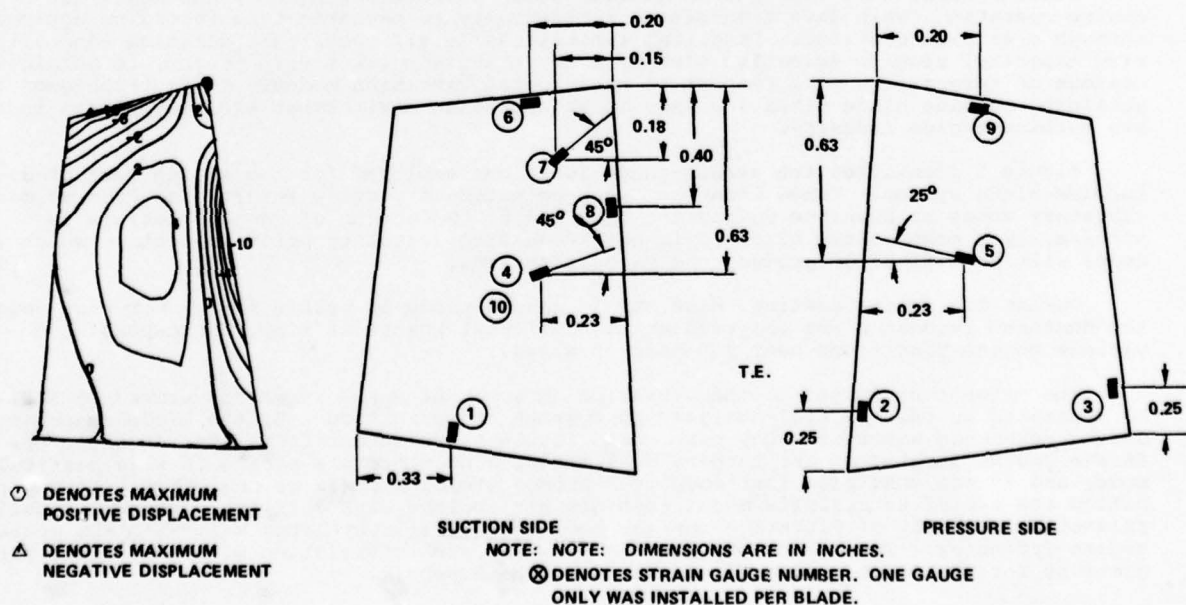 0.20
0.15
0.20
6
9
0.18
0.40
0.63
45°
7
8
45°
0.63
25°
5
4
10
0.23
0.23
T.E.
1
2
3
0.25
0.25
0.33
2
-10
0
0
DENOTES MAXIMUM
POSITIVE DISPLACEMENT
DENOTES MAXIMUM
NEGATIVE DISPLACEMENT
SUCTION SIDE
PRESSURE SIDE
NOTE: NOTE: DIMENSIONS ARE IN INCHES.
DENOTES STRAIN GAUGE NUMBER. ONE GAUGE
ONLY WAS INSTALLED PER BLADE.